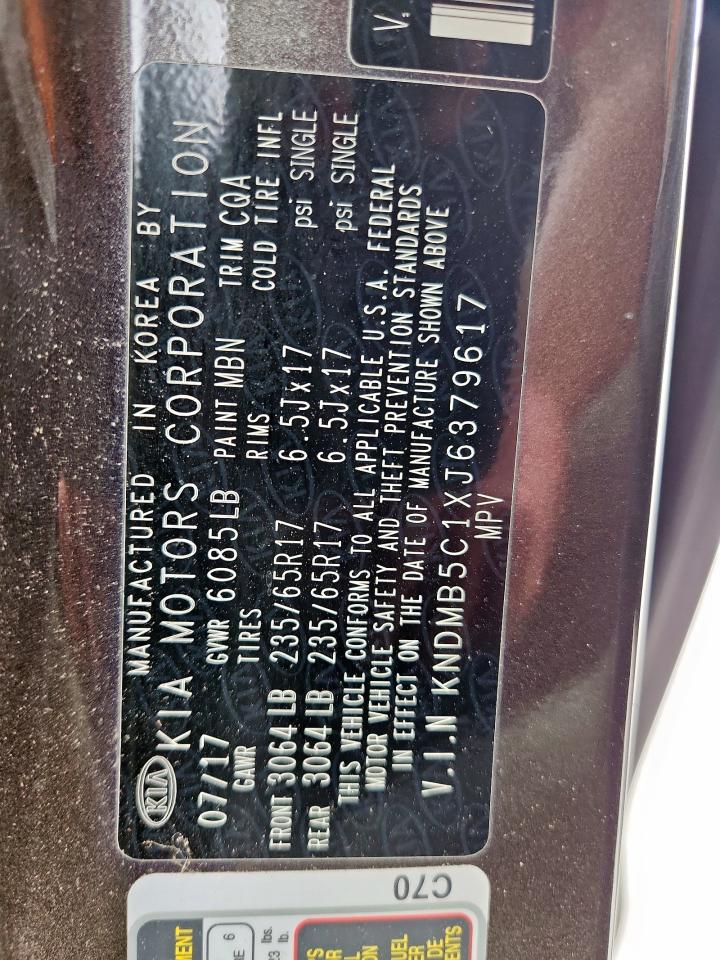 MANUFACTURED IN KOREA BY
KIA KIA MOTORS CORPORATION
07/17 GVWR 6085LB PAINT MBN TRIM CQA
GAWR TIRES RIMS COLD TIRE INFL
FRONT 3064LB 235/65R17 6.5Jx17 psi SINGLE
REAR 3064LB 235/65R17 6.5Jx17 psi SINGLE
THIS VEHICLE CONFORMS TO ALL APPLICABLE U.S.A. FEDERAL
MOTOR VEHICLE SAFETY AND THEFT PREVENTION STANDARDS
IN EFFECT ON THE DATE OF MANUFACTURE SHOWN ABOVE
V.I.N KNDMB5C1XJ6379617
MPV
C70